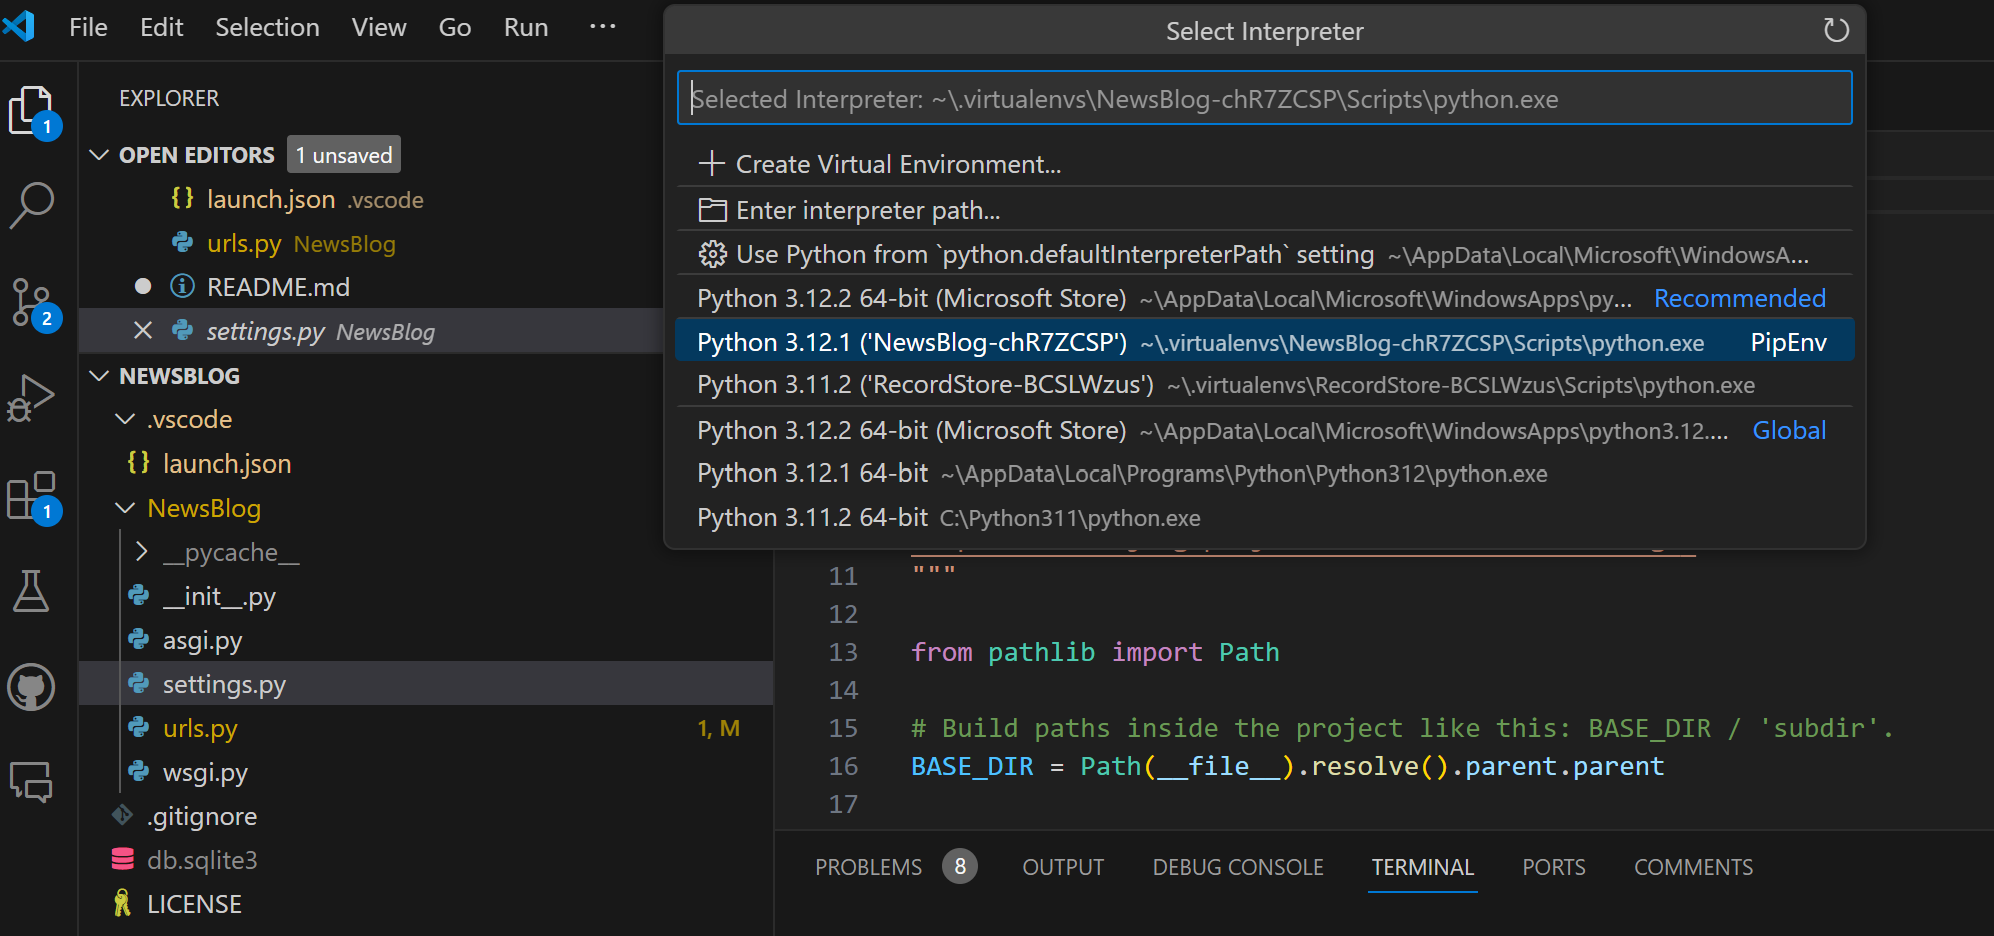 File Edit Selection View Go Run ...
Select Interpreter
Selected Interpreter: ~\.virtualenvs\NewsBlog-chR7ZCSP\Scripts\python.exe
Create Virtual Environment...
Enter interpreter path...
Use Python from `python.defaultInterpreterPath` setting ~\AppData\Local\Microsoft\WindowsA...
Python 3.12.2 64-bit (Microsoft Store) ~\AppData\Local\Microsoft\WindowsApps\py... Recommended
Python 3.12.1 ('NewsBlog-chR7ZCSP') ~\.virtualenvs\NewsBlog-chR7ZCSP\Scripts\python.exe PipEnv
Python 3.11.2 ('RecordStore-BCSLWzus') ~\.virtualenvs\RecordStore-BCSLWzus\Scripts\python.exe
Python 3.12.2 64-bit (Microsoft Store) ~\AppData\Local\Microsoft\WindowsApps\python3.12.... Global
Python 3.12.1 64-bit ~\AppData\Local\Programs\Python\Python312\python.exe
Python 3.11.2 64-bit C:\Python311\python.exe
1
2
1
EXPLORER
OPEN EDITORS 1 unsaved
{} launch.json .vscode
urls.py NewsBlog
README.md
settings.py NewsBlog
NEWSBLOG
.vscode
{} launch.json
NewsBlog
__pycache__
__init__.py
asgi.py
settings.py
urls.py 1, M
wsgi.py
.gitignore
db.sqlite3
LICENSE
11 """
12
13 from pathlib import Path
14
15 # Build paths inside the project like this: BASE_DIR / 'subdir'.
16 BASE_DIR = Path(__file__).resolve().parent.parent
17
PROBLEMS 8 OUTPUT DEBUG CONSOLE TERMINAL PORTS COMMENTS